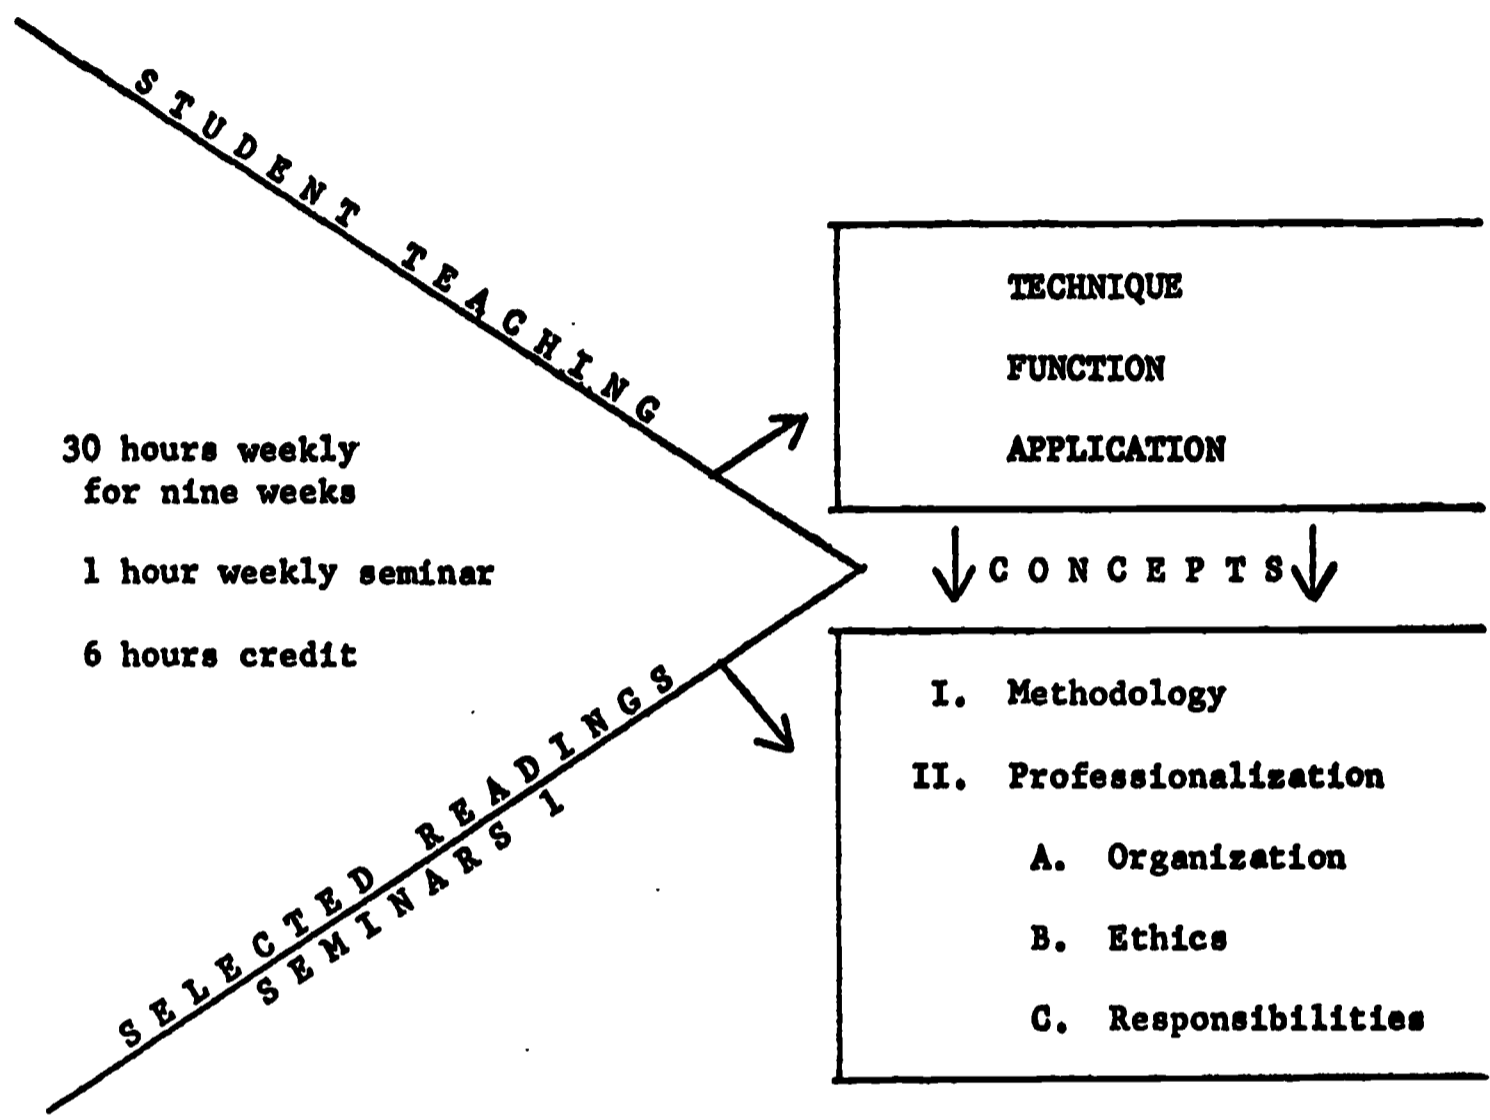 STUDENT TEACHING
30 hours weekly
for nine weeks
1 hour weekly seminar
6 hours credit
SELECTED READINGS
SEMINARS 1
TECHNIQUE
FUNCTION
APPLICATION
CONCEPTS
I. Methodology
II. Professionalization
A. Organization
B. Ethics
C. Responsibilities